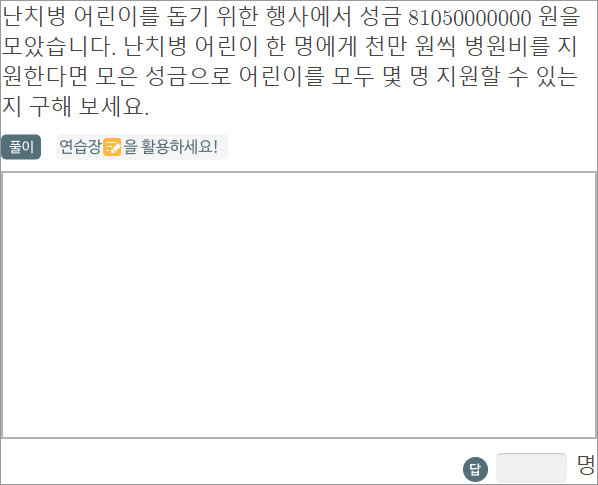 난치병 어린이를 돕기 위한 행사에서 성금 81050000000 원을
모았습니다. 난치병 어린이 한 명에게 천만 원씩 병원비를 지
원한다면 모은 성금으로 어린이를 모두 몇 명 지원할 수 있는
지 구해 보세요.
풀이 연습장을 활용하세요!
답 명